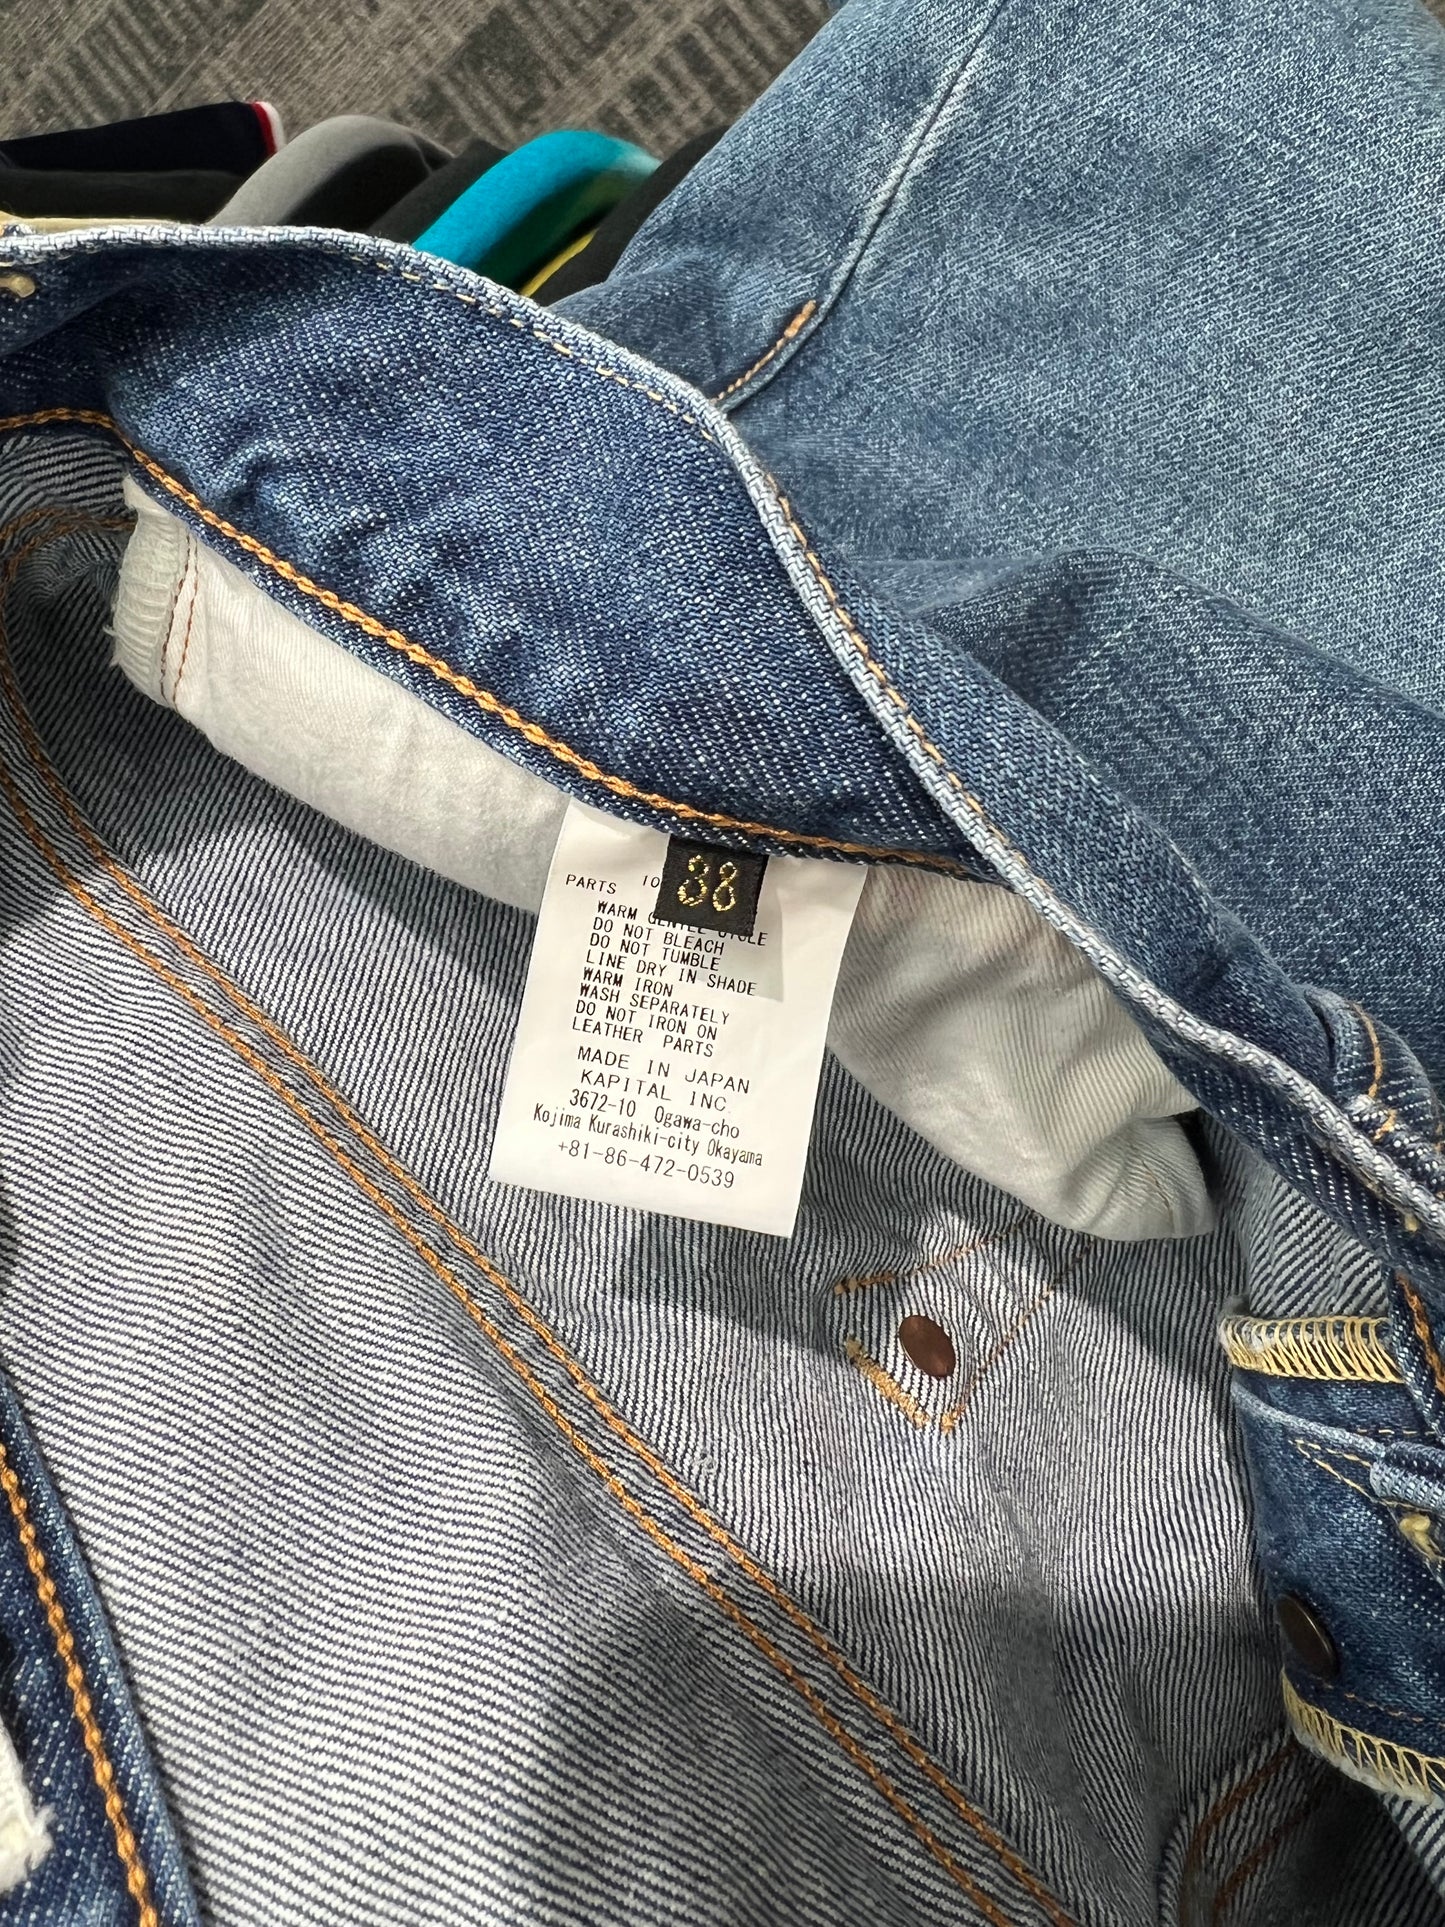 38
PARTS 10
WARM GENTLE CYCLE
DO NOT BLEACH
DO NOT TUMBLE
LINE DRY IN SHADE
WARM IRON
WASH SEPARATELY
DO NOT IRON ON
LEATHER PARTS
MADE IN JAPAN
KAPITAL INC.
3672-10 Ogawa-cho
Kojima Kurashiki-city Okayama
+81-86-472-0539